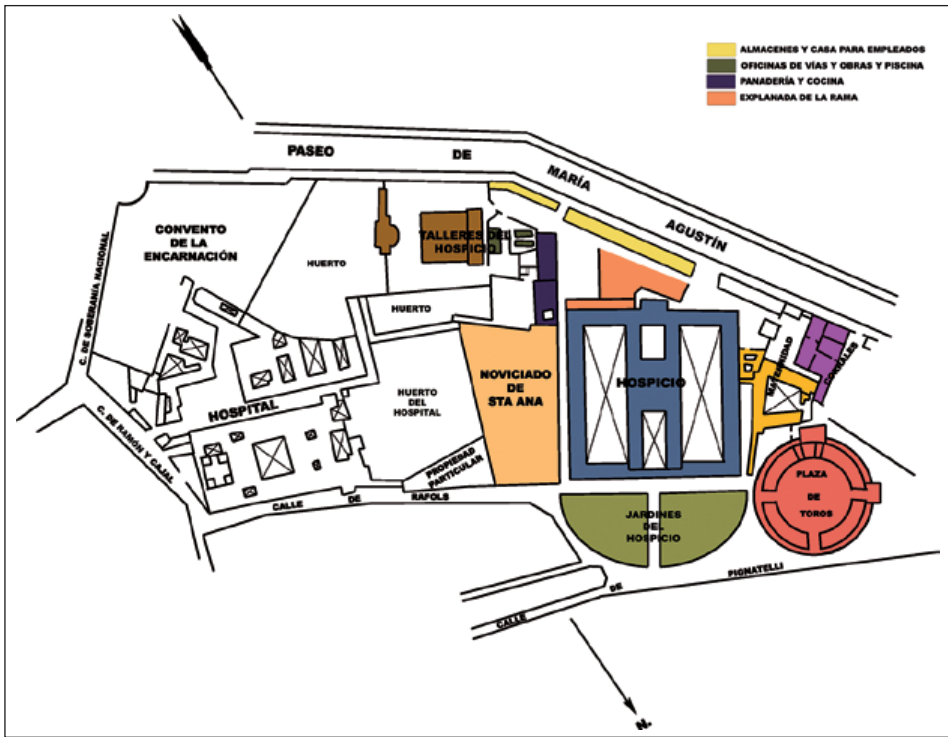 ALMACENES Y CASA PARA EMPLEADOS
OFICINAS DE VÍAS Y OBRAS Y PISCINA
PANADERÍA Y COCINA
EXPLANADA DE LA RAMA
PASEO DE MARÍA AGUSTÍN
CONVENTO
DE LA
ENCARNACIÓN
HUERTO
TALLERES DEL
HOSPICIO
HUERTO
C. DE SOBERANÍA NACIONAL
HOSPITAL
HUERTO
DEL
HOSPITAL
NOVICIADO
DE
STA ANA
HOSPICIO
MATERNIDAD
CORRALES
C. DE RAMÓN Y CAJAL
PROPIEDAD
PARTICULAR
CALLE DE RAFOLS
JARDINES
DEL
HOSPICIO
PLAZA
DE
TOROS
CALLE DE PIGNATELLI
N.